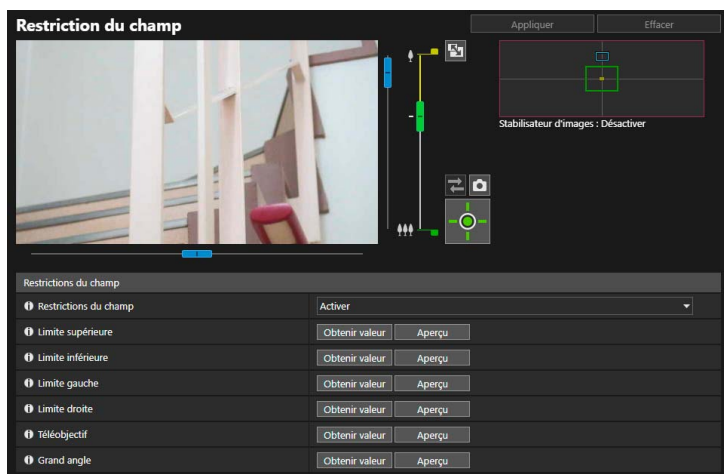 Restriction du champ
Appliquer
Effacer
Stabilisateur d'images : Désactiver
Restrictions du champ
Restrictions du champ
Activer
Limite supérieure
Obtenir valeur
Aperçu
Limite inférieure
Obtenir valeur
Aperçu
Limite gauche
Obtenir valeur
Aperçu
Limite droite
Obtenir valeur
Aperçu
Téléobjectif
Obtenir valeur
Aperçu
Grand angle
Obtenir valeur
Aperçu